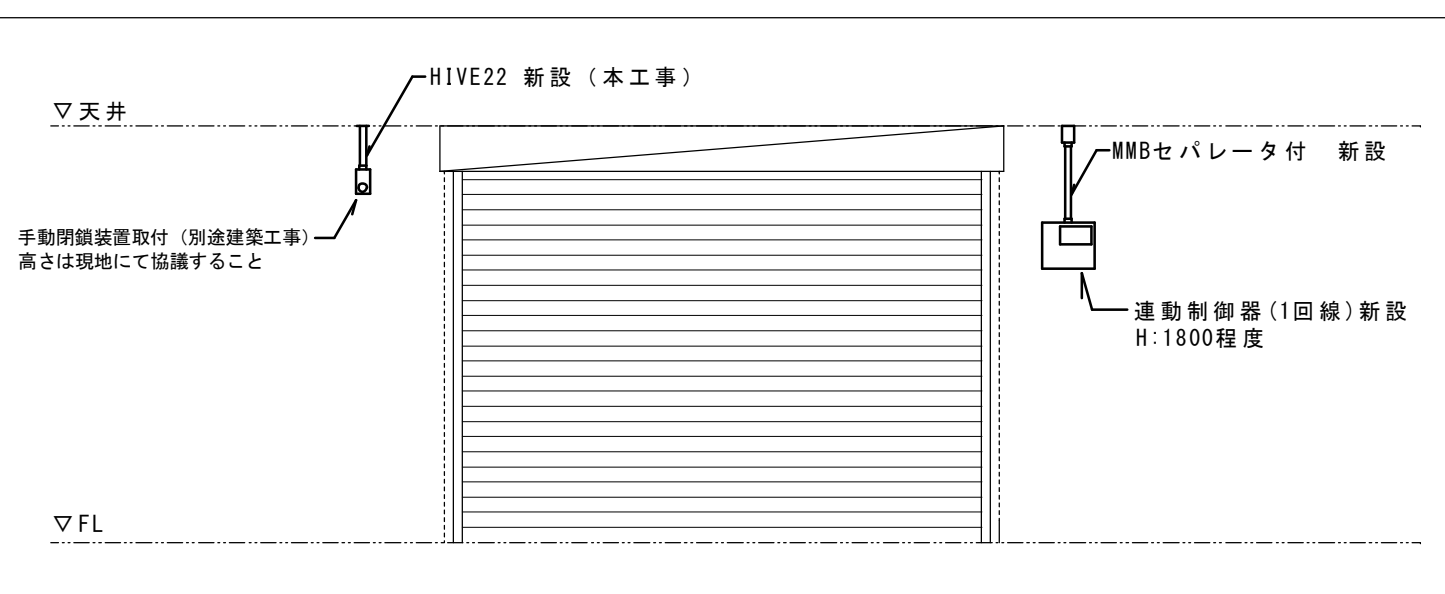 HIVE22 新設（本工事）
▽天井
MMBセパレータ付　新設
手動閉鎖装置取付（別途建築工事）
高さは現地にて協議すること
連動制御器(1回線)新設
H:1800程度
▽FL